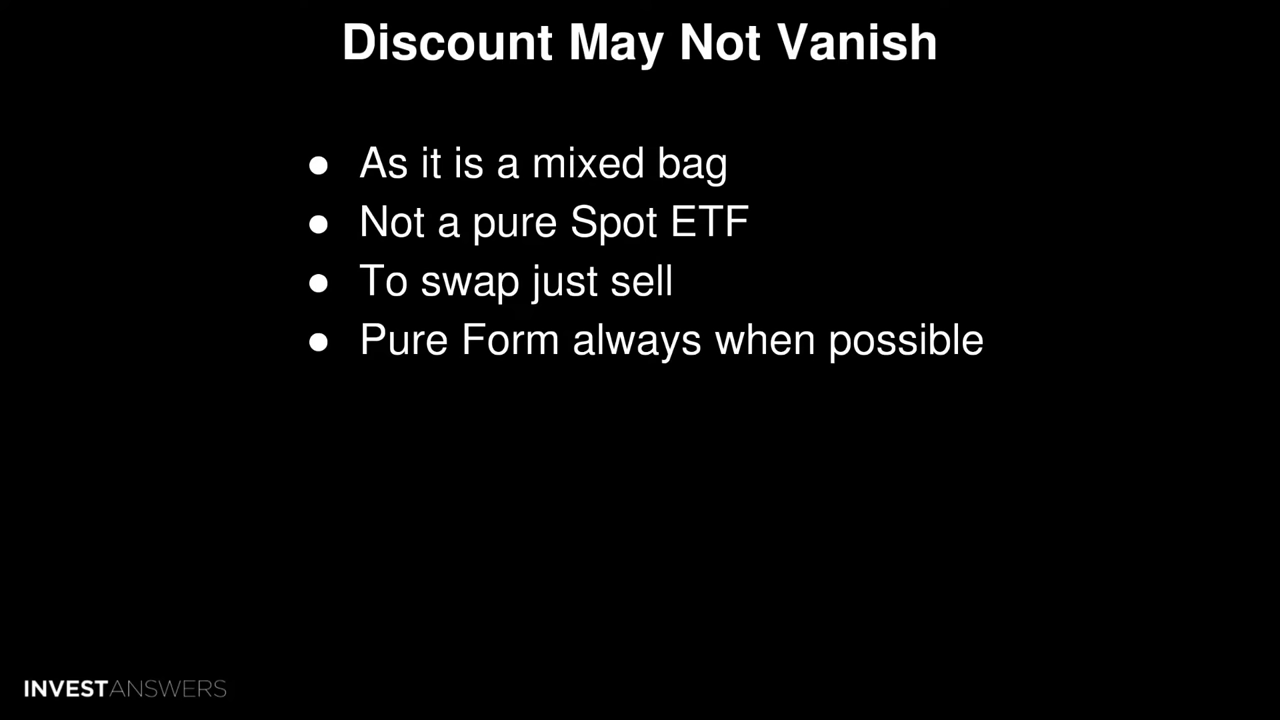 Discount May Not Vanish
● As it is a mixed bag
● Not a pure Spot ETF
● To swap just sell
● Pure Form always when possible
INVESTANSWERS